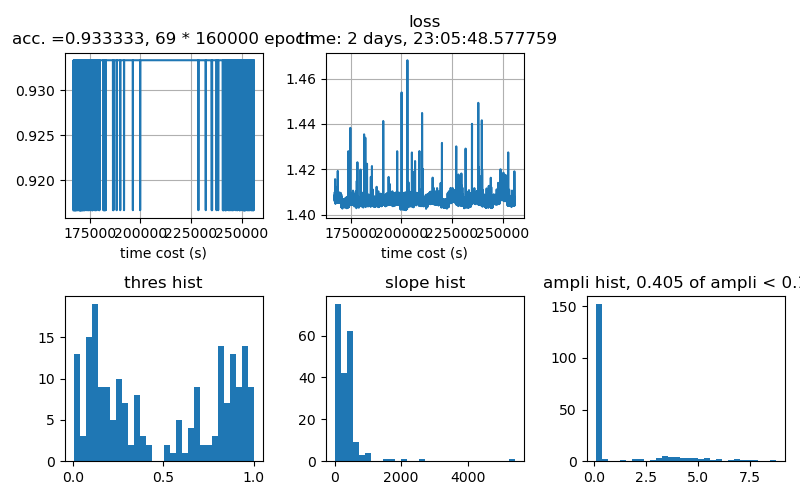 acc. =0.933333, 69 * 160000 epoch
loss
time: 2 days, 23:05:48.577759
0.930
0.925
0.920
175000 200000 225000 250000
time cost (s)
1.46
1.44
1.42
1.40
175000 200000 225000 250000
time cost (s)
thres hist
15
10
5
0
0.0 0.5 1.0
slope hist
60
40
20
0
0 2000 4000
ampli hist, 0.405 of ampli < 0.
150
100
50
0
0.0 2.5 5.0 7.5